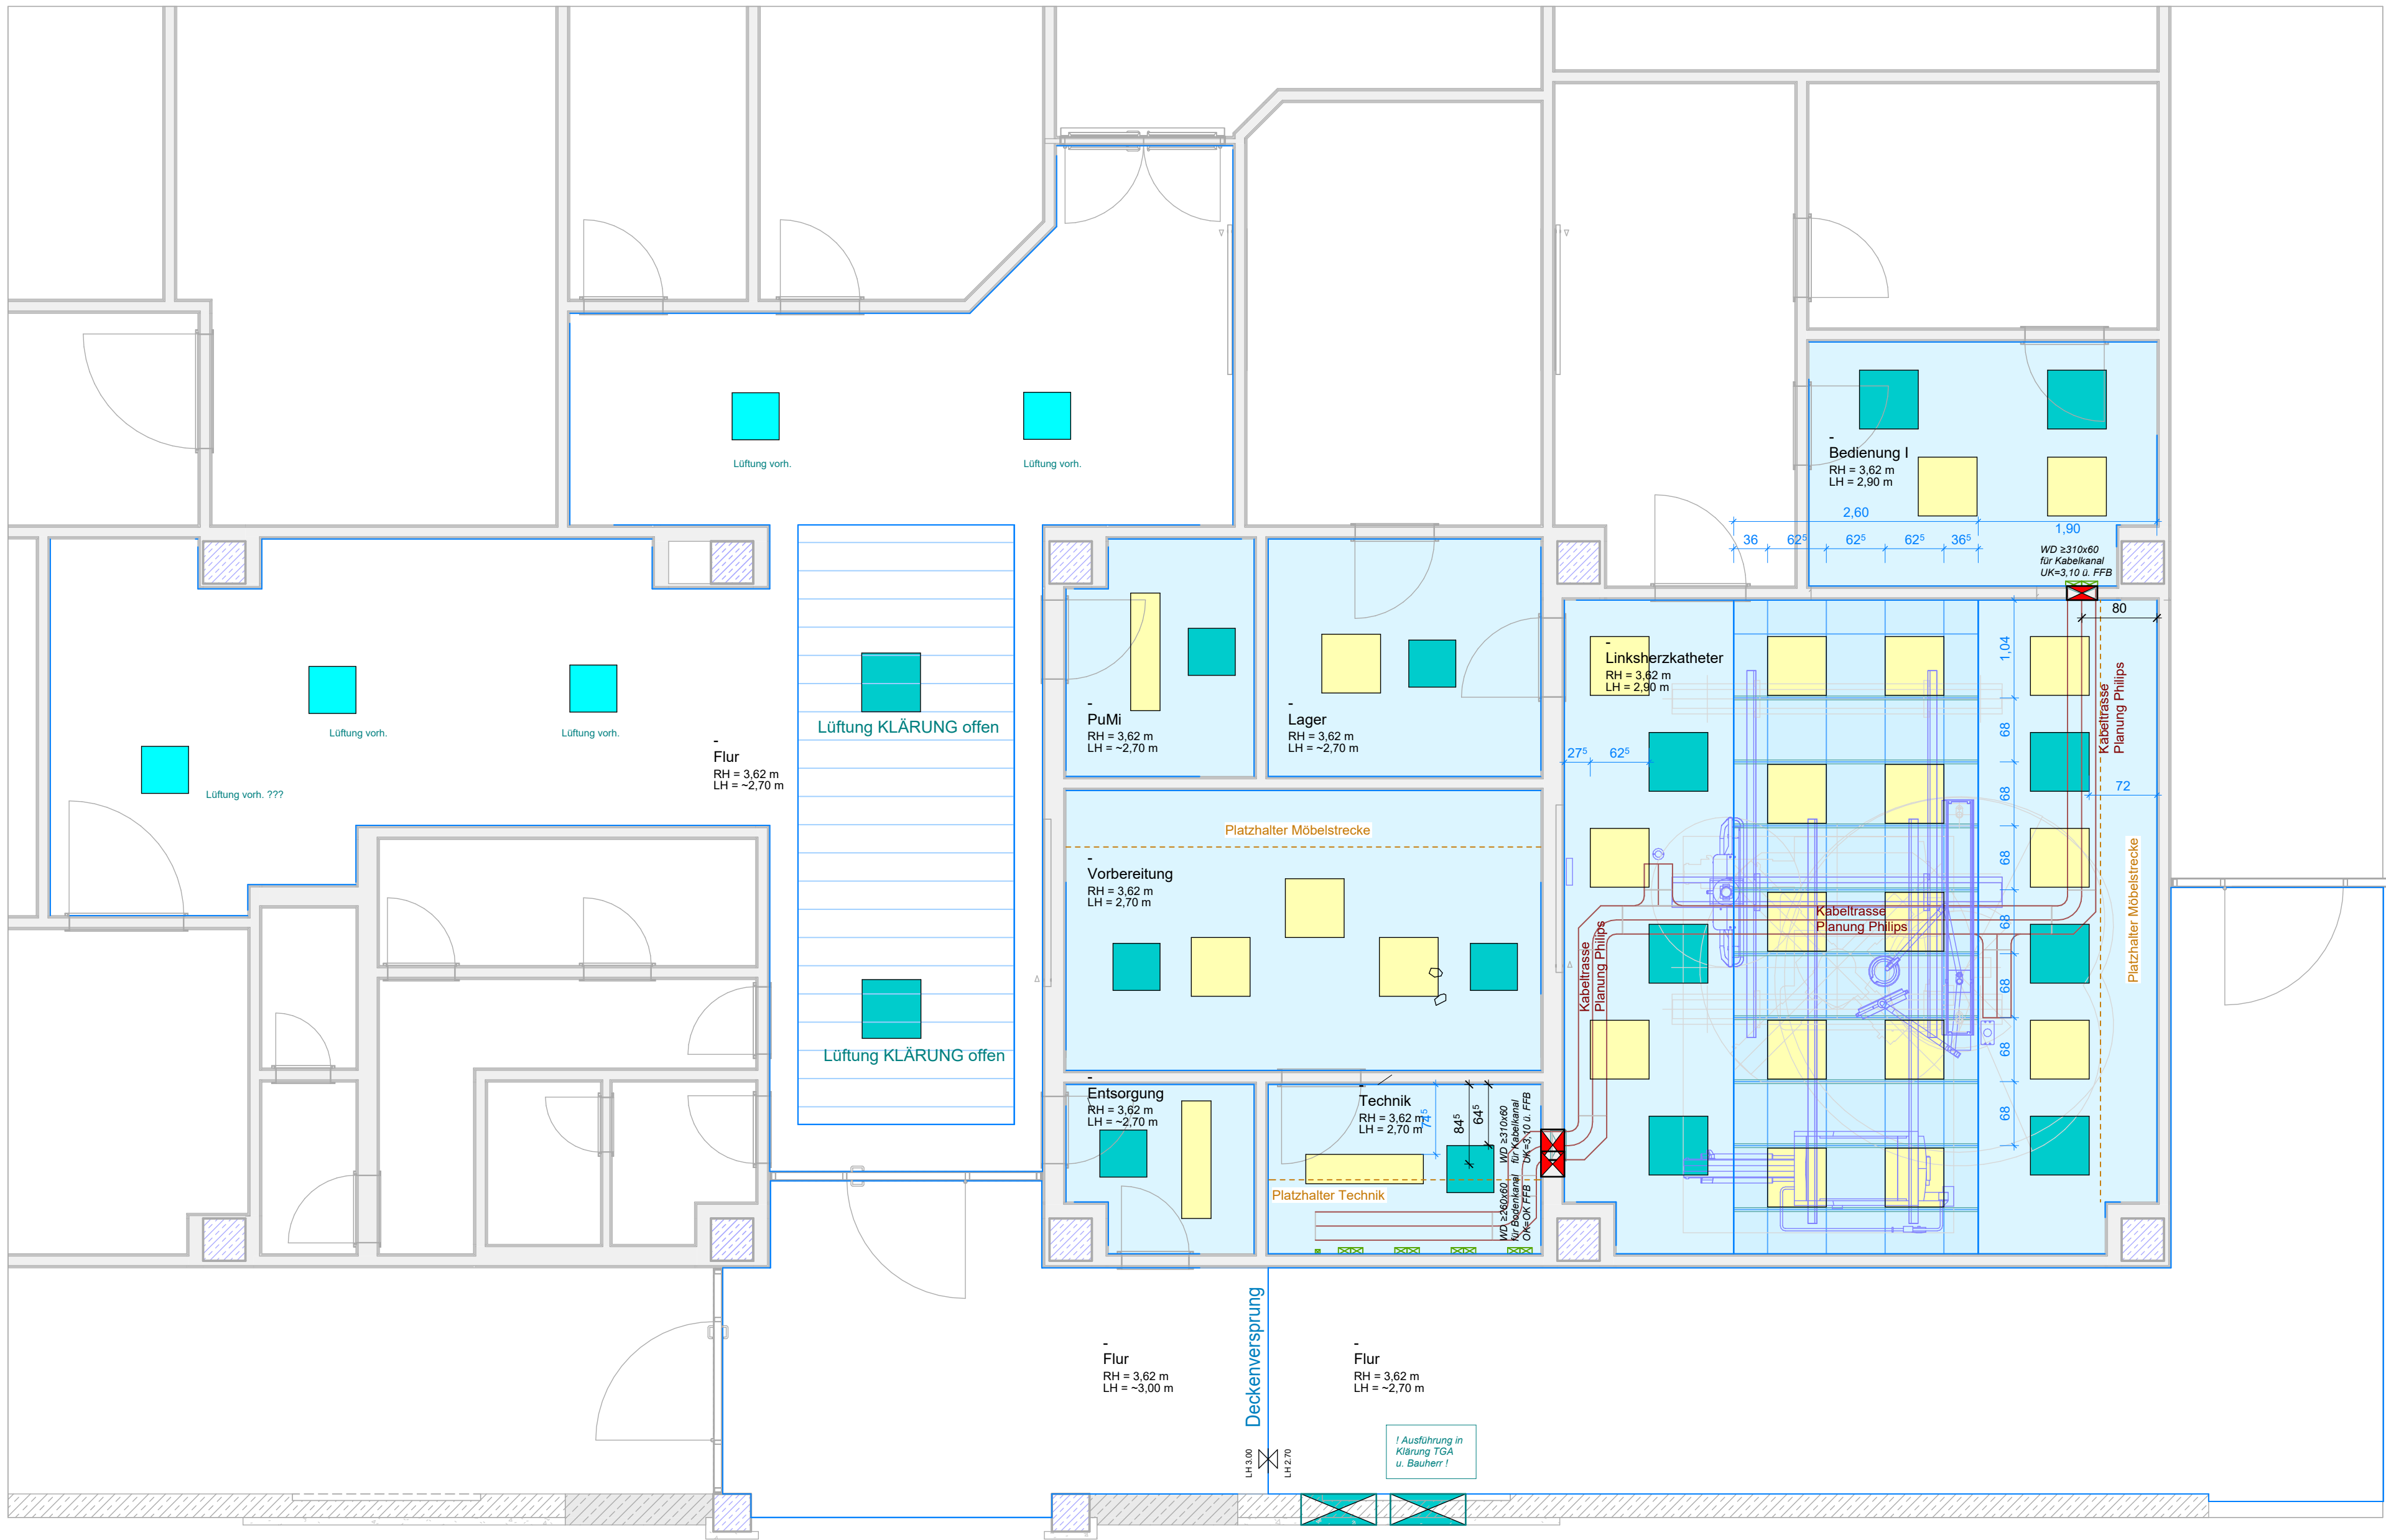 Lüftung vorh.
Lüftung vorh.
-
Bedienung I
RH = 3,62 m
LH = 2,90 m
2,60
1,90
36
62⁵
62⁵
62⁵
36⁵
WD ≥310x60
für Kabelkanal
UK=3,10 ü. FFB
80
-
Linksherzkatheter
RH = 3,62 m
LH = 2,90 m
1,04
68
68
68
68
68
68
68
27⁵
62⁵
72
Kabeltrasse
Planung Philips
Platzhalter Möbelstrecke
Kabeltrasse
Planung Philips
Kabeltrasse
Planung Philips
Lüftung vorh.
Lüftung vorh.
Lüftung vorh. ???
-
Flur
RH = 3,62 m
LH = ~2,70 m
Lüftung KLÄRUNG offen
Lüftung KLÄRUNG offen
-
PuMi
RH = 3,62 m
LH = ~2,70 m
-
Lager
RH = 3,62 m
LH = ~2,70 m
Platzhalter Möbelstrecke
-
Vorbereitung
RH = 3,62 m
LH = 2,70 m
-
Entsorgung
RH = 3,62 m
LH = ~2,70 m
-
Technik
RH = 3,62 m
LH = 2,70 m
74⁵
84⁵
64⁵
WD ≥310x60
für Kabelkanal
UK=3,10 ü. FFB
WD ≥260x60
für Bodenkanal
OK=OK FFB
Platzhalter Technik
Deckenversprung
-
Flur
RH = 3,62 m
LH = ~3,00 m
-
Flur
RH = 3,62 m
LH = ~2,70 m
LH 3.00
LH 2.70
! Ausführung in
Klärung TGA
u. Bauherr !